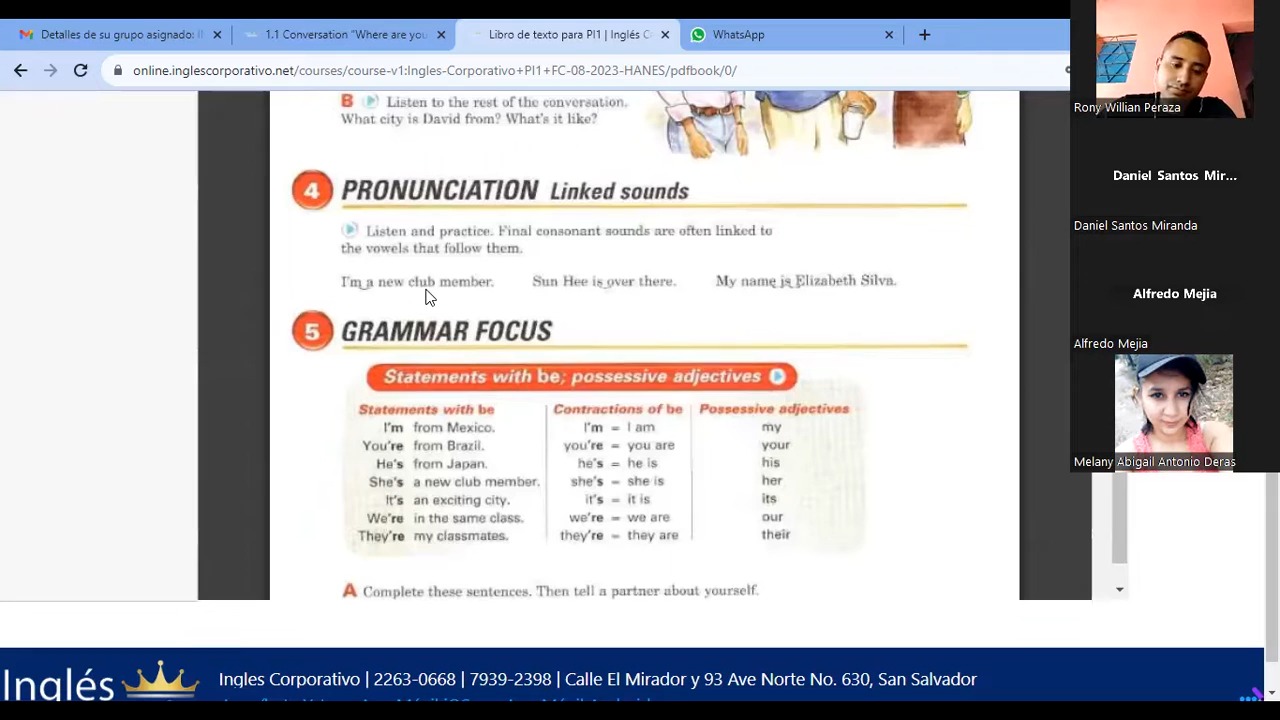 Detalles de su grupo asignado: I
1.1 Conversation "Where are you
Libro de texto para PI1 | Inglés C
WhatsApp
online.inglescorporativo.net/courses/course-v1:Ingles-Corporativo+PI1+FC-08-2023-HANES/pdfbook/0/
B Listen to the rest of the conversation.
What city is David from? What's it like?
4 PRONUNCIATION Linked sounds
Listen and practice. Final consonant sounds are often linked to
the vowels that follow them.
I'm a new club member. Sun Hee is over there. My name is Elizabeth Silva.
5 GRAMMAR FOCUS
Statements with be; possessive adjectives
Statements with be Contractions of be Possessive adjectives
I'm from Mexico. I'm = I am my
You're from Brazil. you're = you are your
He's from Japan. he's = he is his
She's a new club member. she's = she is her
It's an exciting city. it's = it is its
We're in the same class. we're = we are our
They're my classmates. they're = they are their
A Complete these sentences. Then tell a partner about yourself.
Inglés
Ingles Corporativo | 2263-0668 | 7939-2398 | Calle El Mirador y 93 Ave Norte No. 630, San Salvador
Rony Willian Peraza
Daniel Santos Mir...
Daniel Santos Miranda
Alfredo Mejia
Alfredo Mejia
Melany Abigail Antonio Deras